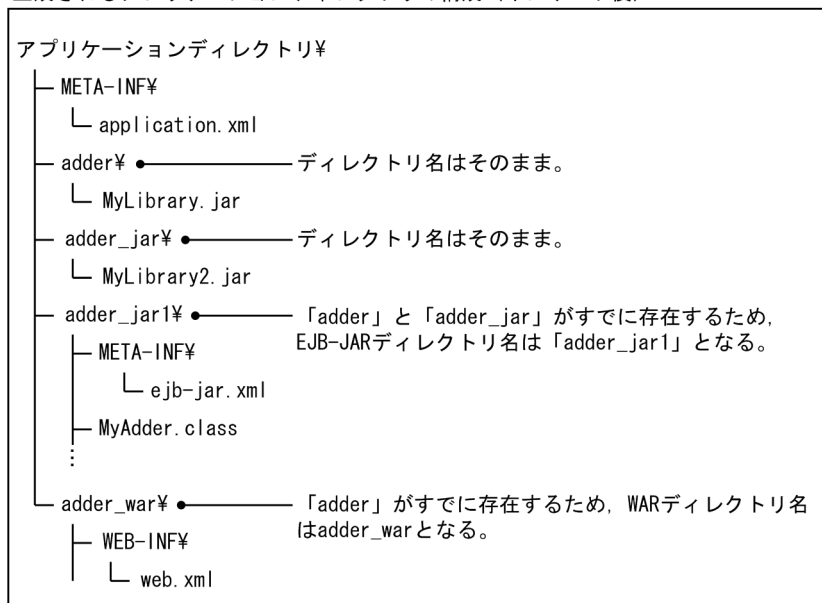 アプリケーションディレクトリ¥
META-INF¥
application.xml
adder¥ ディレクトリ名はそのまま。
MyLibrary.jar
adder_jar¥ ディレクトリ名はそのまま。
MyLibrary2.jar
adder_jar1¥ 「adder」と「adder_jar」がすでに存在するため,
EJB-JARディレクトリ名は「adder_jar1」となる。
META-INF¥
ejb-jar.xml
MyAdder.class
adder_war¥ 「adder」がすでに存在するため, WARディレクトリ名
はadder_warとなる。
WEB-INF¥
web.xml